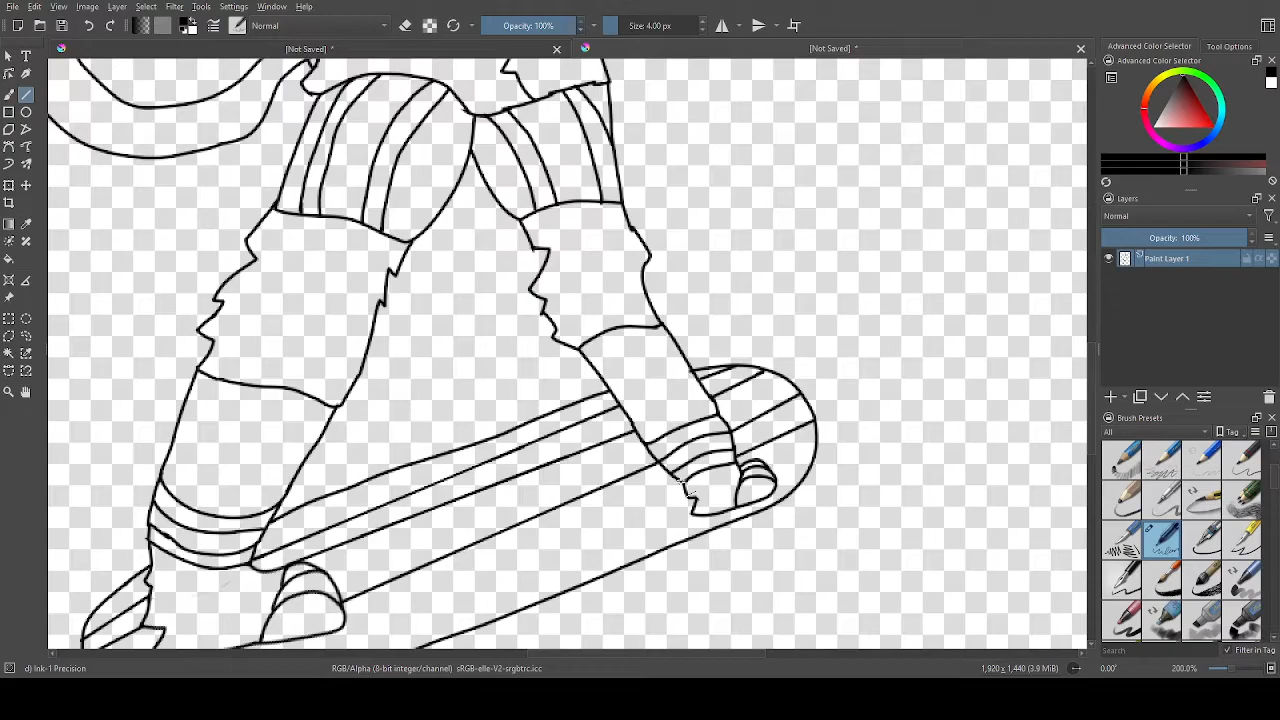 File Edit View Image Layer Select Filter Tools Settings Window Help
Normal
Opacity: 100%
Size: 4.00 px
[Not Saved] *
[Not Saved] *
Advanced Color Selector
Tool Options
Advanced Color Selector
Layers
Normal
Opacity: 100%
Paint Layer 1
Brush Presets
All
Tag
Search
Filter in Tag
d) Ink-1 Precision
RGB/Alpha (8-bit integer/channel) sRGB-elle-V2-srgbtrc.icc
1,920 x 1,440 (3.9 MiB)
0.00°
200.0%